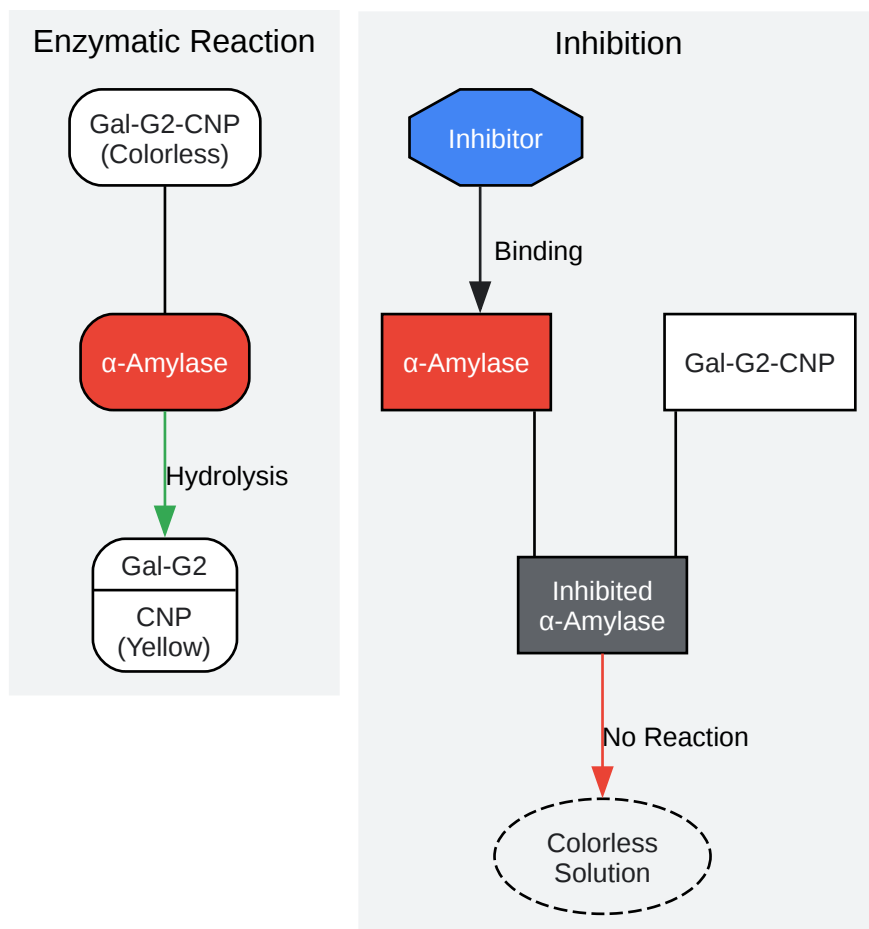 Enzymatic Reaction
Gal-G2-CNP
(Colorless)
α-Amylase
Hydrolysis
Gal-G2
CNP
(Yellow)
Inhibition
Inhibitor
Binding
α-Amylase
Gal-G2-CNP
Inhibited
α-Amylase
No Reaction
Colorless
Solution